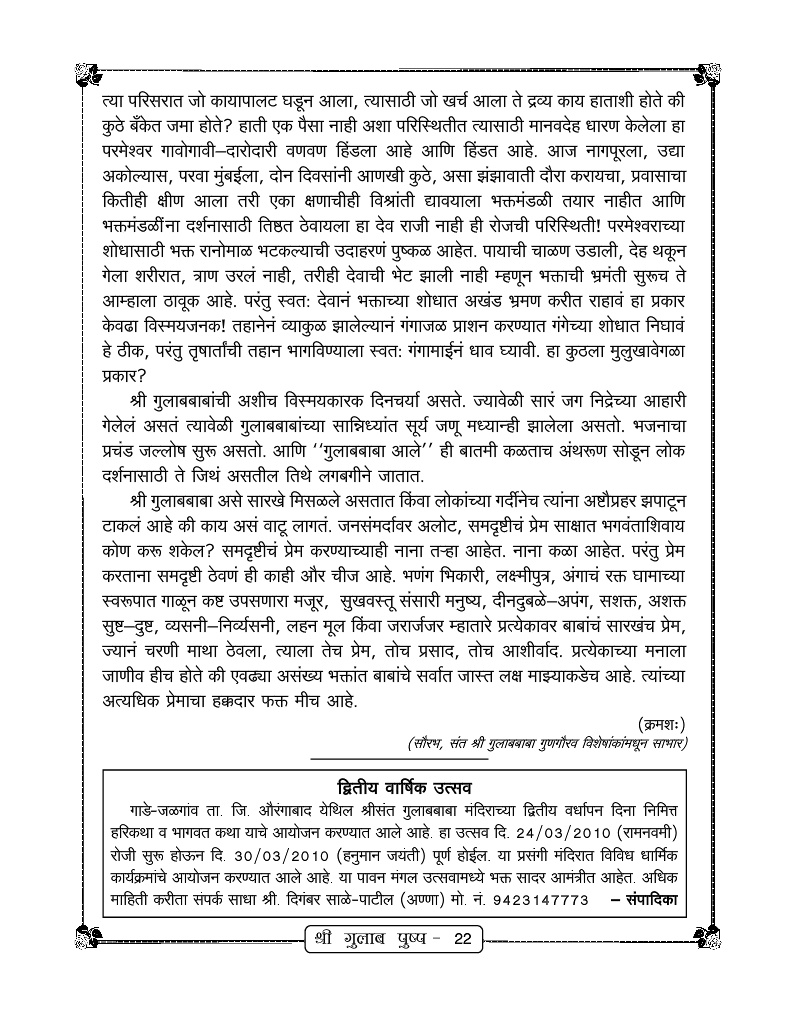 त्या परिसरात जो कायापालट घडून आला, त्यासाठी जो खर्च आला ते द्रव्य काय हाताशी होते की
कुठे बँकेत जमा होते? हाती एक पैसा नाही अशा परिस्थितीत त्यासाठी मानवदेह धारण केलेला हा
परमेश्वर गावोगावी–दारोदारी वणवण हिंडला आहे आणि हिंडत आहे. आज नागपूरला, उद्या
अकोल्यास, परवा मुंबईला, दोन दिवसांनी आणखी कुठे, असा झंझावाती दौरा करायचा, प्रवासाचा
कितीही क्षीण आला तरी एका क्षणाचीही विश्रांती द्यावयाला भक्तमंडळी तयार नाहीत आणि
भक्तमंडळींना दर्शनासाठी तिष्ठत ठेवायला हा देव राजी नाही ही रोजची परिस्थिती! परमेश्वराच्या
शोधासाठी भक्त रानोमाळ भटकल्याची उदाहरणं पुष्कळ आहेत. पायाची चाळण उडाली, देह थकून
गेला शरीरात, त्राण उरलं नाही, तरीही देवाची भेट झाली नाही म्हणून भक्ताची भ्रमंती सुरूच ते
आम्हाला ठावूक आहे. परंतु स्वत: देवानं भक्ताच्या शोधात अखंड भ्रमण करीत राहावं हा प्रकार
केवढा विस्मयजनक! तहानेनं व्याकुळ झालेल्यानं गंगाजळ प्राशन करण्यात गंगेच्या शोधात निघावं
हे ठीक, परंतु तृषार्तांची तहान भागविण्याला स्वत: गंगामाईनं धाव घ्यावी. हा कुठला मुलुखावेगळा
प्रकार?
श्री गुलाबबाबांची अशीच विस्मयकारक दिनचर्या असते. ज्यावेळी सारं जग निद्रेच्या आहारी
गेलेलं असतं त्यावेळी गुलाबबाबांच्या सान्निध्यांत सूर्य जणू मध्यान्ही झालेला असतो. भजनाचा
प्रचंड जल्लोष सुरू असतो. आणि ‘‘गुलाबबाबा आले’’ ही बातमी कळताच अंथरूण सोडून लोक
दर्शनासाठी ते जिथं असतील तिथे लगबगीने जातात.
श्री गुलाबबाबा असे सारखे मिसळले असतात किंवा लोकांच्या गर्दीनेच त्यांना अष्टौप्रहर झपाटून
टाकलं आहे की काय असं वाटू लागतं. जनसंमर्दावर अलोट, समदृष्टीचं प्रेम साक्षात भगवंताशिवाय
कोण करू शकेल? समदृष्टीचं प्रेम करण्याच्याही नाना तऱ्हा आहेत. नाना कळा आहेत. परंतु प्रेम
करताना समदृष्टी ठेवणं ही काही और चीज आहे. भणंग भिकारी, लक्ष्मीपुत्र, अंगाचं रक्त घामाच्या
स्वरूपात गाळून कष्ट उपसणारा मजूर, सुखवस्तू संसारी मनुष्य, दीनदुबळे–अपंग, सशक्त, अशक्त
सुष्ट–दुष्ट, व्यसनी–निर्व्यसनी, लहन मूल किंवा जरार्जजर म्हातारे प्रत्येकावर बाबांचं सारखंच प्रेम,
ज्यानं चरणी माथा ठेवला, त्याला तेच प्रेम, तोच प्रसाद, तोच आशीर्वाद. प्रत्येकाच्या मनाला
जाणीव हीच होते की एवढ्या असंख्य भक्तांत बाबांचे सर्वात जास्त लक्ष माझ्याकडेच आहे. त्यांच्या
अत्यधिक प्रेमाचा हक्कदार फक्त मीच आहे.
(क्रमश:)
(सौरभ, संत श्री गुलाबबाबा गुणगौरव विशेषांकांमधून साभार)
द्वितीय वार्षिक उत्सव
गाडे-जळगांव ता. जि. औरंगाबाद येथिल श्रीसंत गुलाबबाबा मंदिराच्या द्वितीय वर्धापन दिना निमित्त
हरिकथा व भागवत कथा याचे आयोजन करण्यात आले आहे. हा उत्सव दि. 24/03/2010 (रामनवमी)
रोजी सुरू होऊन दि. 30/03/2010 (हनुमान जयंती) पूर्ण होईल. या प्रसंगी मंदिरात विविध धार्मिक
कार्यक्रमांचे आयोजन करण्यात आले आहे. या पावन मंगल उत्सवामध्ये भक्त सादर आमंत्रीत आहेत. अधिक
माहिती करीता संपर्क साधा श्री. दिगंबर साळे-पाटील (अण्णा) मो. नं. 9423147773 – संपादिका
श्री गुलाब पुष्प - 22